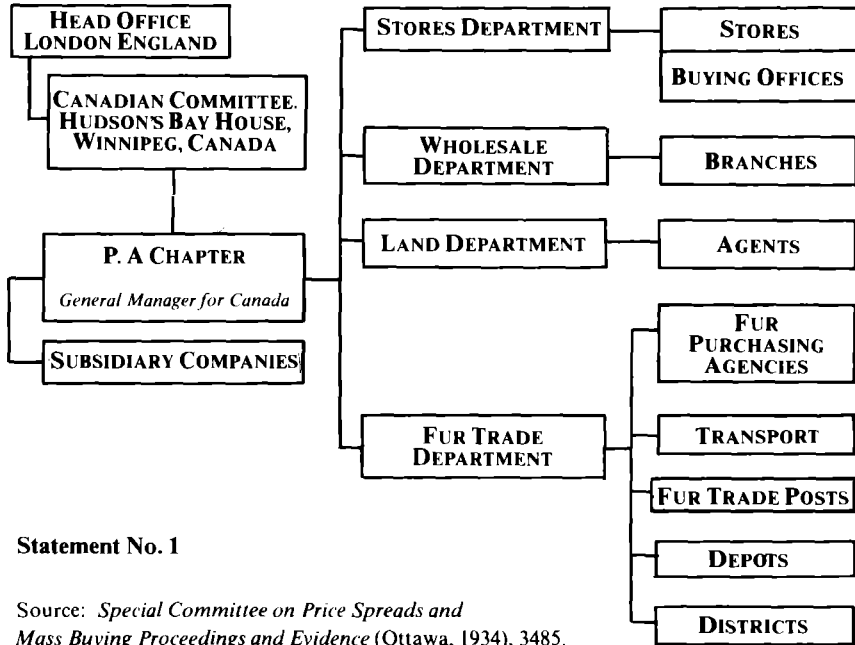 HEAD OFFICE
LONDON ENGLAND
CANADIAN COMMITTEE.
HUDSON'S BAY HOUSE,
WINNIPEG, CANADA
P. A CHAPTER
General Manager for Canada
SUBSIDIARY COMPANIES
STORES DEPARTMENT
STORES
BUYING OFFICES
WHOLESALE
DEPARTMENT
BRANCHES
LAND DEPARTMENT
AGENTS
FUR TRADE
DEPARTMENT
FUR
PURCHASING
AGENCIES
TRANSPORT
FUR TRADE POSTS
DEPOTS
DISTRICTS
Statement No. 1
Source: Special Committee on Price Spreads and
Mass Buying Proceedings and Evidence (Ottawa, 1934), 3485.